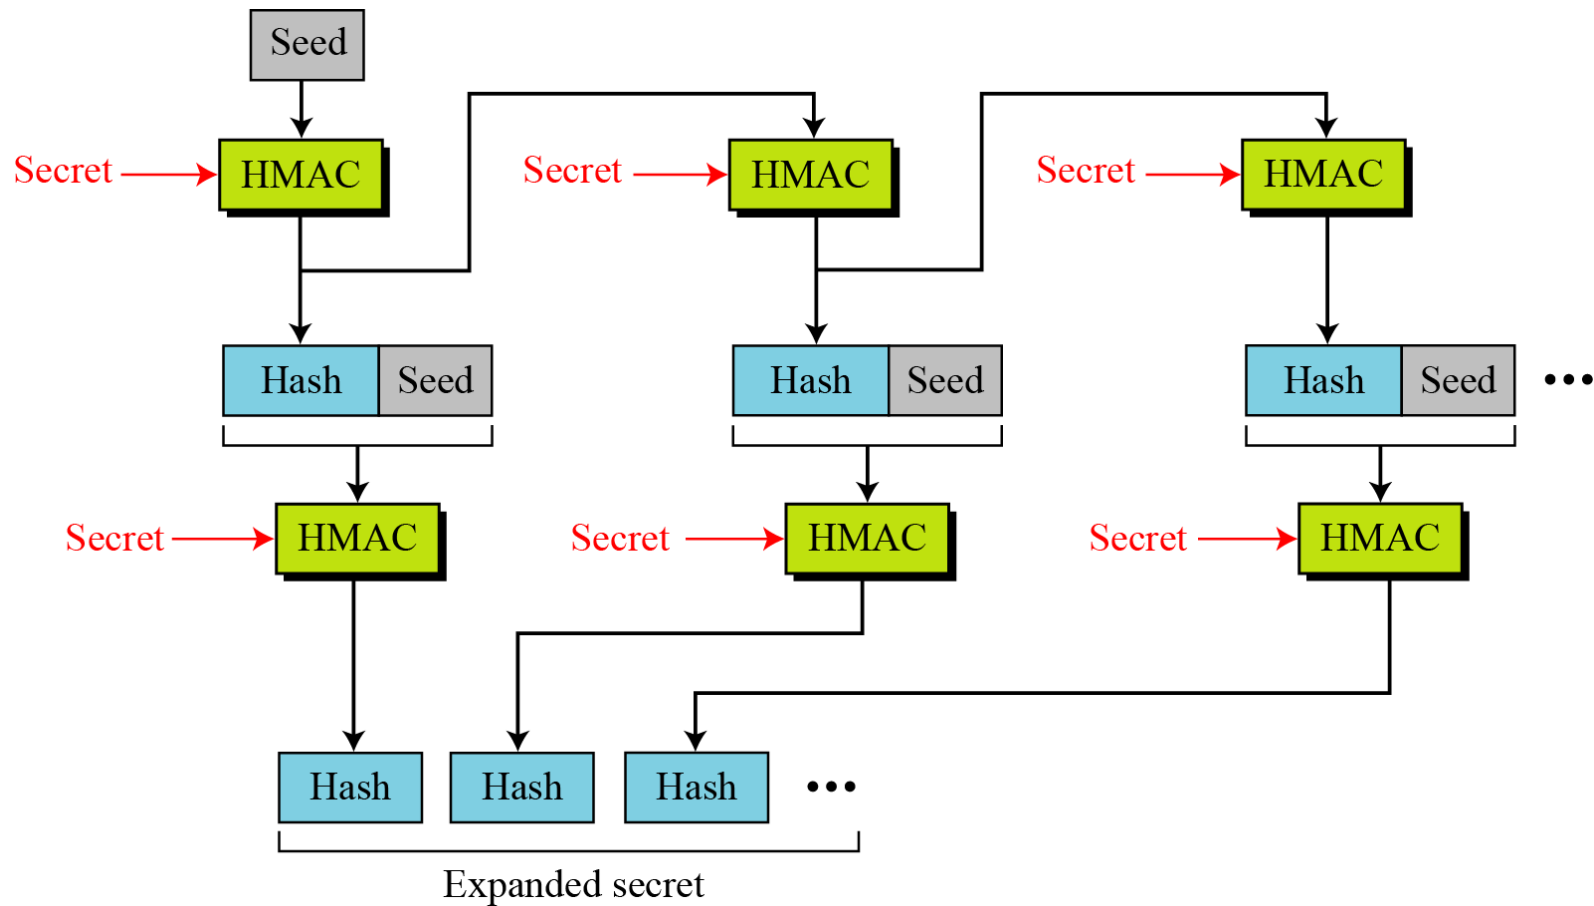 Seed
Secret HMAC Secret HMAC Secret HMAC
Hash Seed Hash Seed Hash Seed •••
Secret HMAC Secret HMAC Secret HMAC
Hash Hash Hash •••
Expanded secret